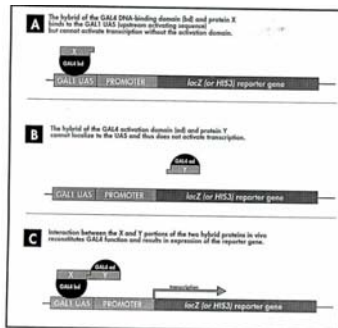 A
The hybrid of the GAL4 DNA-binding domain (bd) and protein X
binds to the GAL1 UAS (upstream activating sequence)
but cannot activate transcription without the activation domain.
X
GAL4 bd
GAL1 UAS PROMOTER lacZ (or HIS3) reporter gene
B
The hybrid of the GAL4 activation domain (ad) and protein Y
cannot localize to the UAS and thus does not activate transcription.
GAL4 ad
Y
GAL1 UAS PROMOTER lacZ (or HIS3) reporter gene
C
Interaction between the X and Y portions of the two hybrid proteins in vivo
reconstitutes GAL4 function and results in expression of the reporter gene.
GAL4 ad
X Y
transcription
GAL4 bd
GAL1 UAS PROMOTER lacZ (or HIS3) reporter gene